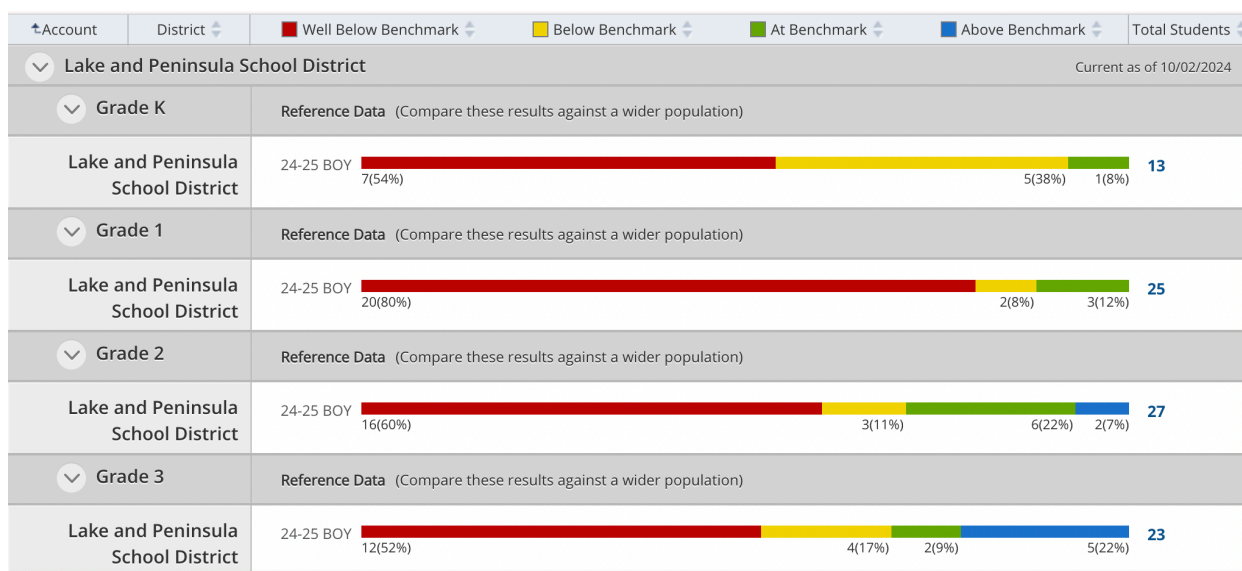 Account District Well Below Benchmark Below Benchmark At Benchmark Above Benchmark Total Students
Lake and Peninsula School District Current as of 10/02/2024
Grade K Reference Data (Compare these results against a wider population)
Lake and Peninsula
School District
24-25 BOY 13
7(54%) 5(38%) 1(8%)
Grade 1 Reference Data (Compare these results against a wider population)
Lake and Peninsula
School District
24-25 BOY 25
20(80%) 2(8%) 3(12%)
Grade 2 Reference Data (Compare these results against a wider population)
Lake and Peninsula
School District
24-25 BOY 27
16(60%) 3(11%) 6(22%) 2(7%)
Grade 3 Reference Data (Compare these results against a wider population)
Lake and Peninsula
School District
24-25 BOY 23
12(52%) 4(17%) 2(9%) 5(22%)